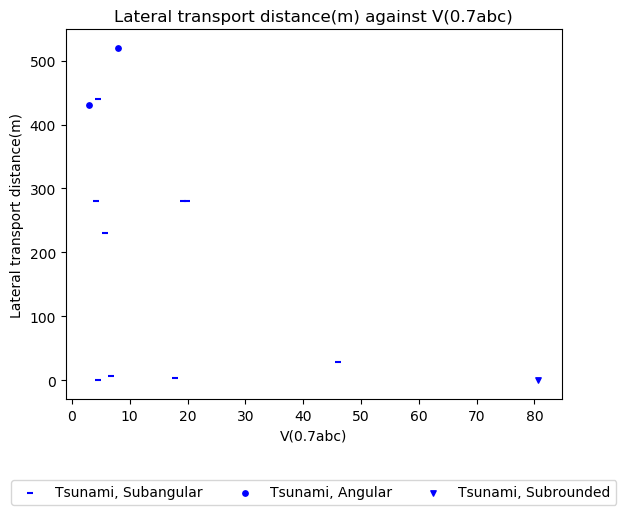 Lateral transport distance(m) against V(0.7abc)
Lateral transport distance(m)
500
400
300
200
100
0
0 10 20 30 40 50 60 70 80
V(0.7abc)
Tsunami, Subangular Tsunami, Angular Tsunami, Subrounded